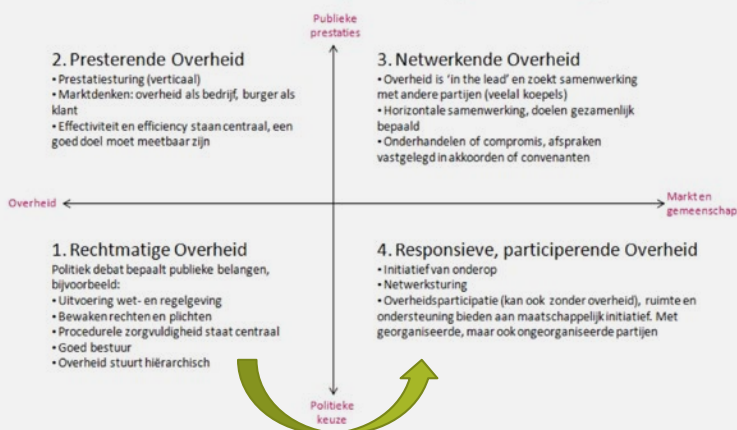 Publieke
prestaties
2. Presterende Overheid
• Prestatiesturing (verticaal)
• Marktdenken: overheid als bedrijf, burger als
klant
• Effectiviteit en efficiency staan centraal, een
goed doel moet meetbaar zijn
3. Netwerkende Overheid
• Overheid is ‘in the lead’ en zoekt samenwerking
met andere partijen (veelal koepels)
• Horizontale samenwerking, doelen gezamenlijk
bepaald
• Onderhandelen of compromis, afspraken
vastgelegd in akkoorden of convenanten
Overheid
Markt en
gemeenschap
1. Rechtmatige Overheid
Politiek debat bepaalt publieke belangen,
bijvoorbeeld:
• Uitvoering wet- en regelgeving
• Bewaken rechten en plichten
• Procedurele zorgvuldigheid staat centraal
• Goed bestuur
• Overheid stuurt hiërarchisch
4. Responsieve, participerende Overheid
• Initiatief van onderop
• Netwerksturing
• Overheidsparticipatie (kan ook zonder overheid), ruimte en
ondersteuning bieden aan maatschappelijk initiatief. Met
georganiseerde, maar ook ongeorganiseerde partijen
Politieke
keuze